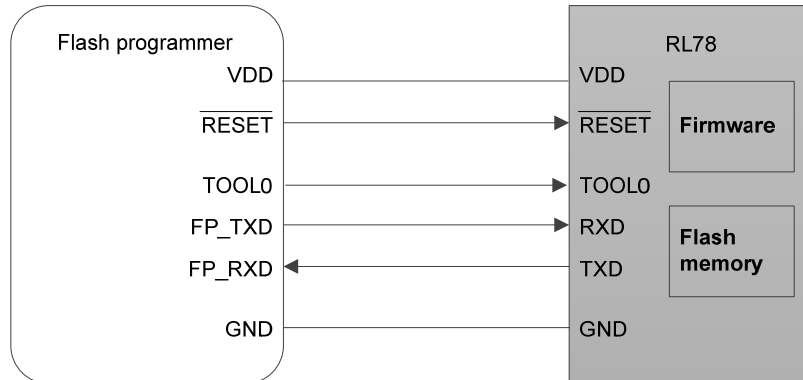 Flash programmer
VDD
RESET
TOOL0
FP_TXD
FP_RXD
GND
RL78
VDD
RESET
TOOL0
RXD
TXD
GND
Firmware
Flash
memory